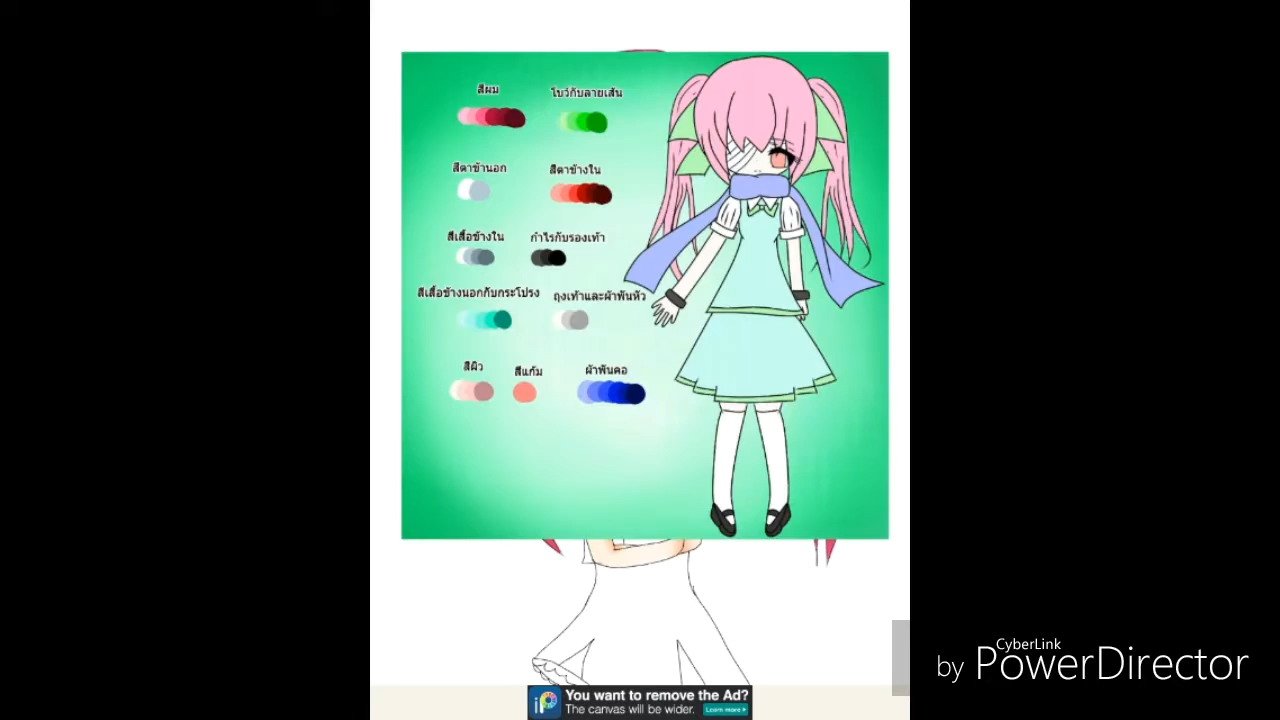 สีผม
โบว์กับลายเส้น
สีตาข้านอก
สีตาข้างใน
สีเสื้อข้างใน
กำไรกับรองเท้า
สีเสื้อข้างนอกกับกระโปรง
ถุงเท้าและผ้าพันหัว
สีผิว
สีแก้ม
ผ้าพันคอ
by CyberLink PowerDirector
iP
You want to remove the Ad?
The canvas will be wider.
Learn more >